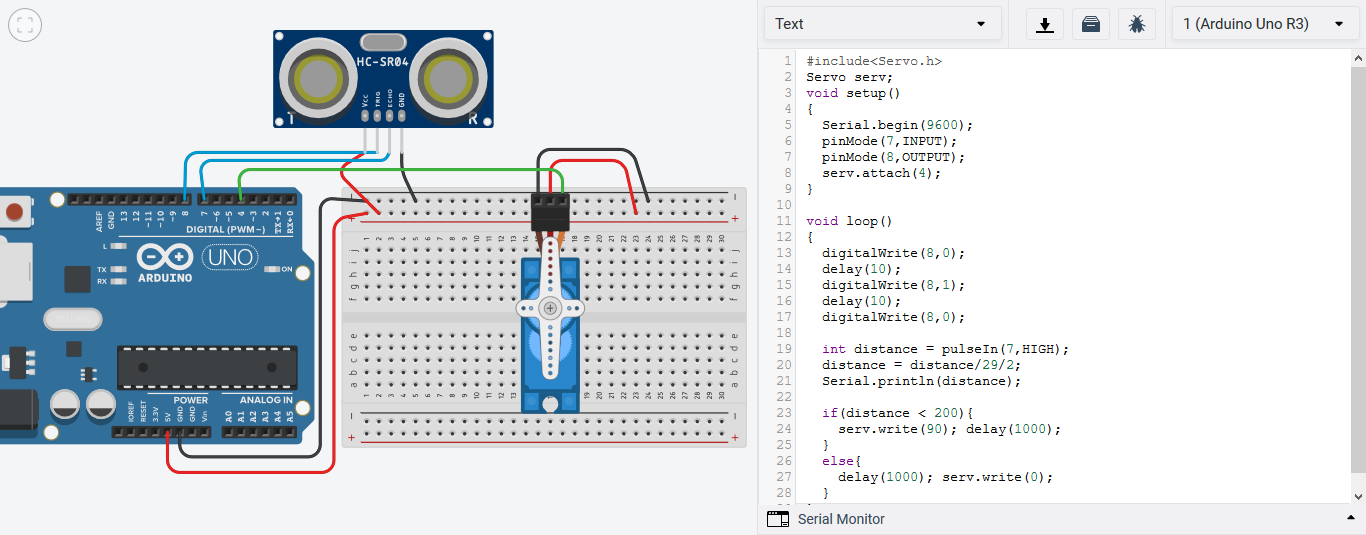 Text
1 (Arduino Uno R3)
HC-SR04
VCC
TRIG
ECHO
GND
T
R
AREF
GND
13
12
~11
~10
~9
8
7
~6
~5
4
~3
2
TX→1
RX←0
DIGITAL (PWM~)
L
TX
RX
ARDUINO
UNO
ON
IOREF
RESET
3.3V
5V
GND
GND
Vin
POWER
ANALOG IN
A0
A1
A2
A3
A4
A5
1 #include<Servo.h>
2 Servo serv;
3 void setup()
4 {
5 Serial.begin(9600);
6 pinMode(7,INPUT);
7 pinMode(8,OUTPUT);
8 serv.attach(4);
9 }
10
11 void loop()
12 {
13 digitalWrite(8,0);
14 delay(10);
15 digitalWrite(8,1);
16 delay(10);
17 digitalWrite(8,0);
18
19 int distance = pulseIn(7,HIGH);
20 distance = distance/29/2;
21 Serial.println(distance);
22
23 if(distance < 200){
24 serv.write(90); delay(1000);
25 }
26 else{
27 delay(1000); serv.write(0);
28 }
Serial Monitor